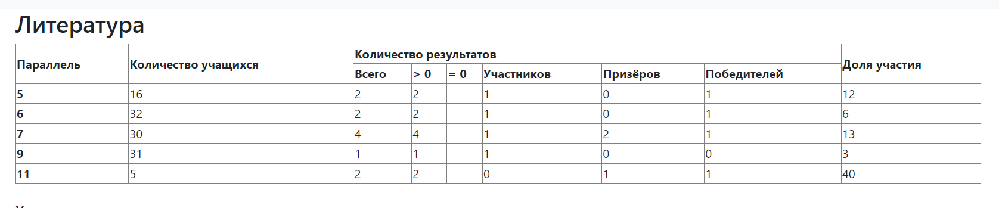 Литература
Параллель Количество учащихся Количество результатов Доля участия
Всего > 0 = 0 Участников Призёров Победителей
5 16 2 2 1 0 1 12
6 32 2 2 1 0 1 6
7 30 4 4 1 2 1 13
9 31 1 1 1 0 0 3
11 5 2 2 0 1 1 40